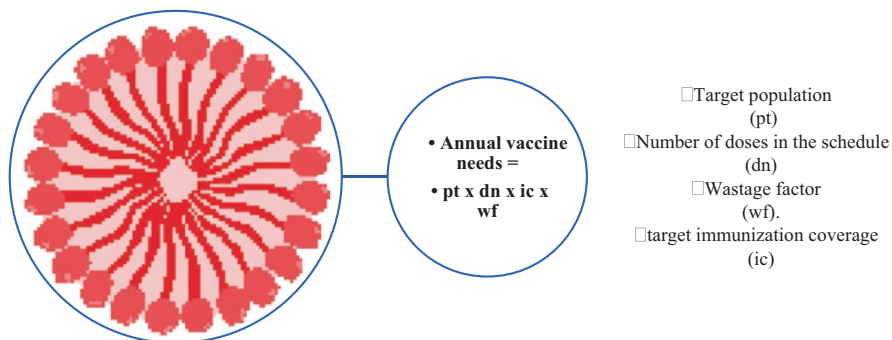 • Annual vaccine
needs =
• pt x dn x ic x
wf
□Target population
(pt)
□Number of doses in the schedule
(dn)
□Wastage factor
(wf).
□target immunization coverage
(ic)